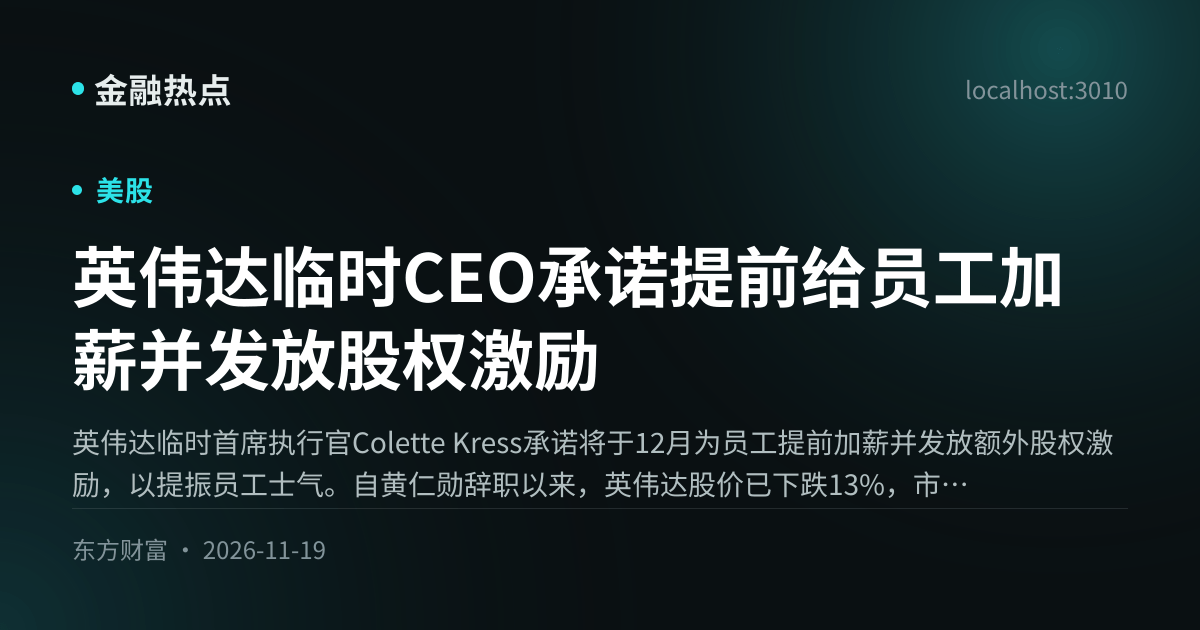 金融热点
localhost:3010
美股
英伟达临时CEO承诺提前给员工加
薪并发放股权激励
英伟达临时首席执行官Colette Kress承诺将于12月为员工提前加薪并发放额外股权激
励，以提振员工士气。自黄仁勋辞职以来，英伟达股价已下跌13%，市…
东方财富 • 2026-11-19